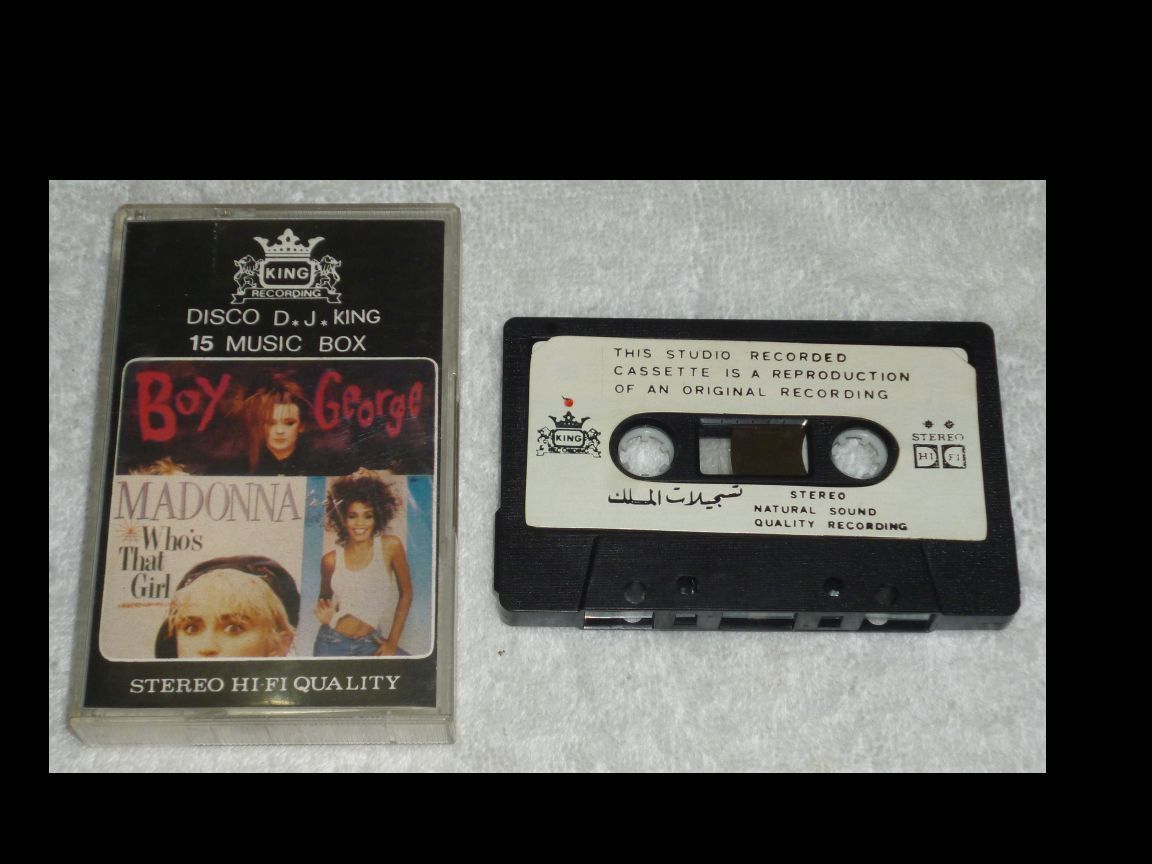 KING
RECORDING
DISCO D.J. KING
15 MUSIC BOX
Boy George
MADONNA
Who's
That
Girl
STEREO HI-FI QUALITY
THIS STUDIO RECORDED
CASSETTE IS A REPRODUCTION
OF AN ORIGINAL RECORDING
KING
RECORDING
STEREO
HI FI
تسجيلات الملك
STEREO
NATURAL SOUND
QUALITY RECORDING